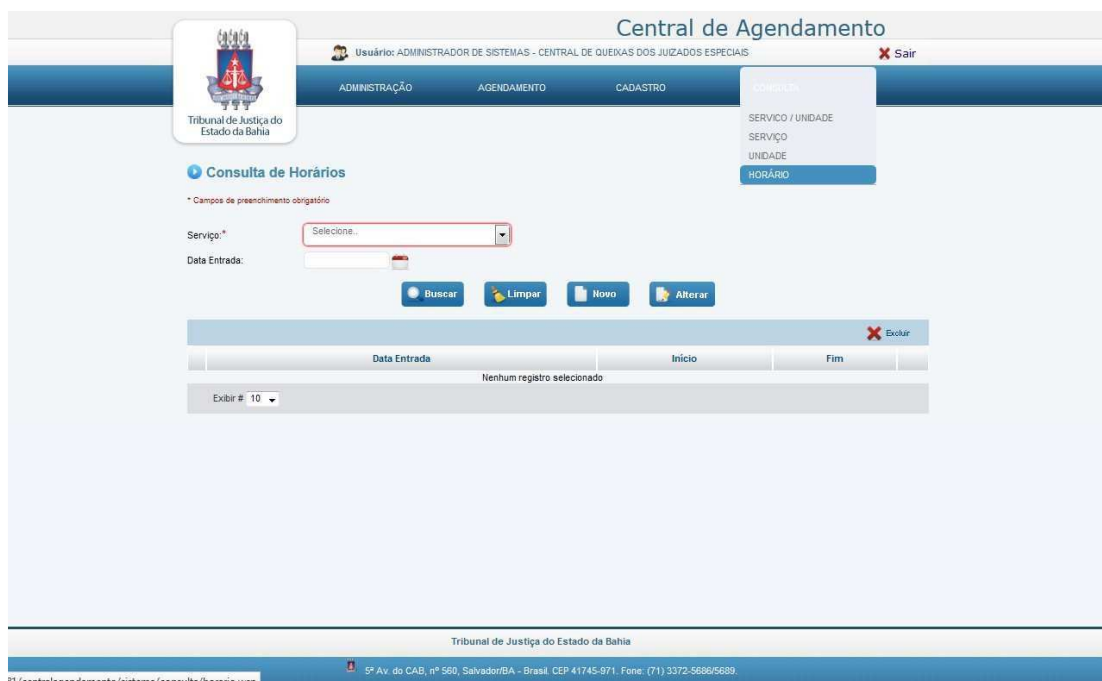 Central de Agendamento
Usuário: ADMINISTRADOR DE SISTEMAS - CENTRAL DE QUEIXAS DOS JUIZADOS ESPECIAIS
Sair
ADMINISTRAÇÃO AGENDAMENTO CADASTRO CONSULTA
Tribunal de Justiça do
Estado da Bahia
SERVICO / UNIDADE
SERVIÇO
UNIDADE
HORÁRIO
Consulta de Horários
* Campos de preenchimento obrigatório
Serviço:* Selecione..
Data Entrada:
Buscar Limpar Novo Alterar
Excluir
Data Entrada Início Fim
Nenhum registro selecionado
Exibir # 10
Tribunal de Justiça do Estado da Bahia
5ª Av. do CAB, nº 560, Salvador/BA - Brasil. CEP 41745-971. Fone: (71) 3372-5686/5689.